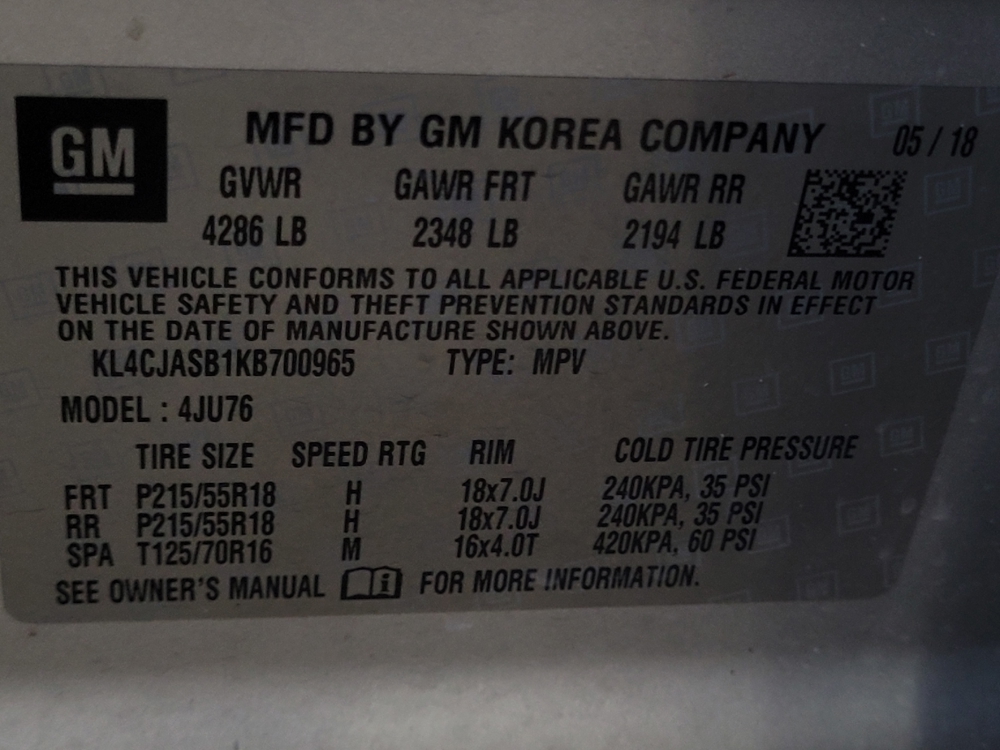 GM
MFD BY GM KOREA COMPANY 05 / 18
GVWR GAWR FRT GAWR RR
4286 LB 2348 LB 2194 LB
THIS VEHICLE CONFORMS TO ALL APPLICABLE U.S. FEDERAL MOTOR
VEHICLE SAFETY AND THEFT PREVENTION STANDARDS IN EFFECT
ON THE DATE OF MANUFACTURE SHOWN ABOVE.
KL4CJASB1KB700965 TYPE: MPV
MODEL : 4JU76
TIRE SIZE SPEED RTG RIM COLD TIRE PRESSURE
FRT P215/55R18 H 18x7.0J 240KPA, 35 PSI
RR P215/55R18 H 18x7.0J 240KPA, 35 PSI
SPA T125/70R16 M 16x4.0T 420KPA, 60 PSI
SEE OWNER'S MANUAL FOR MORE INFORMATION.